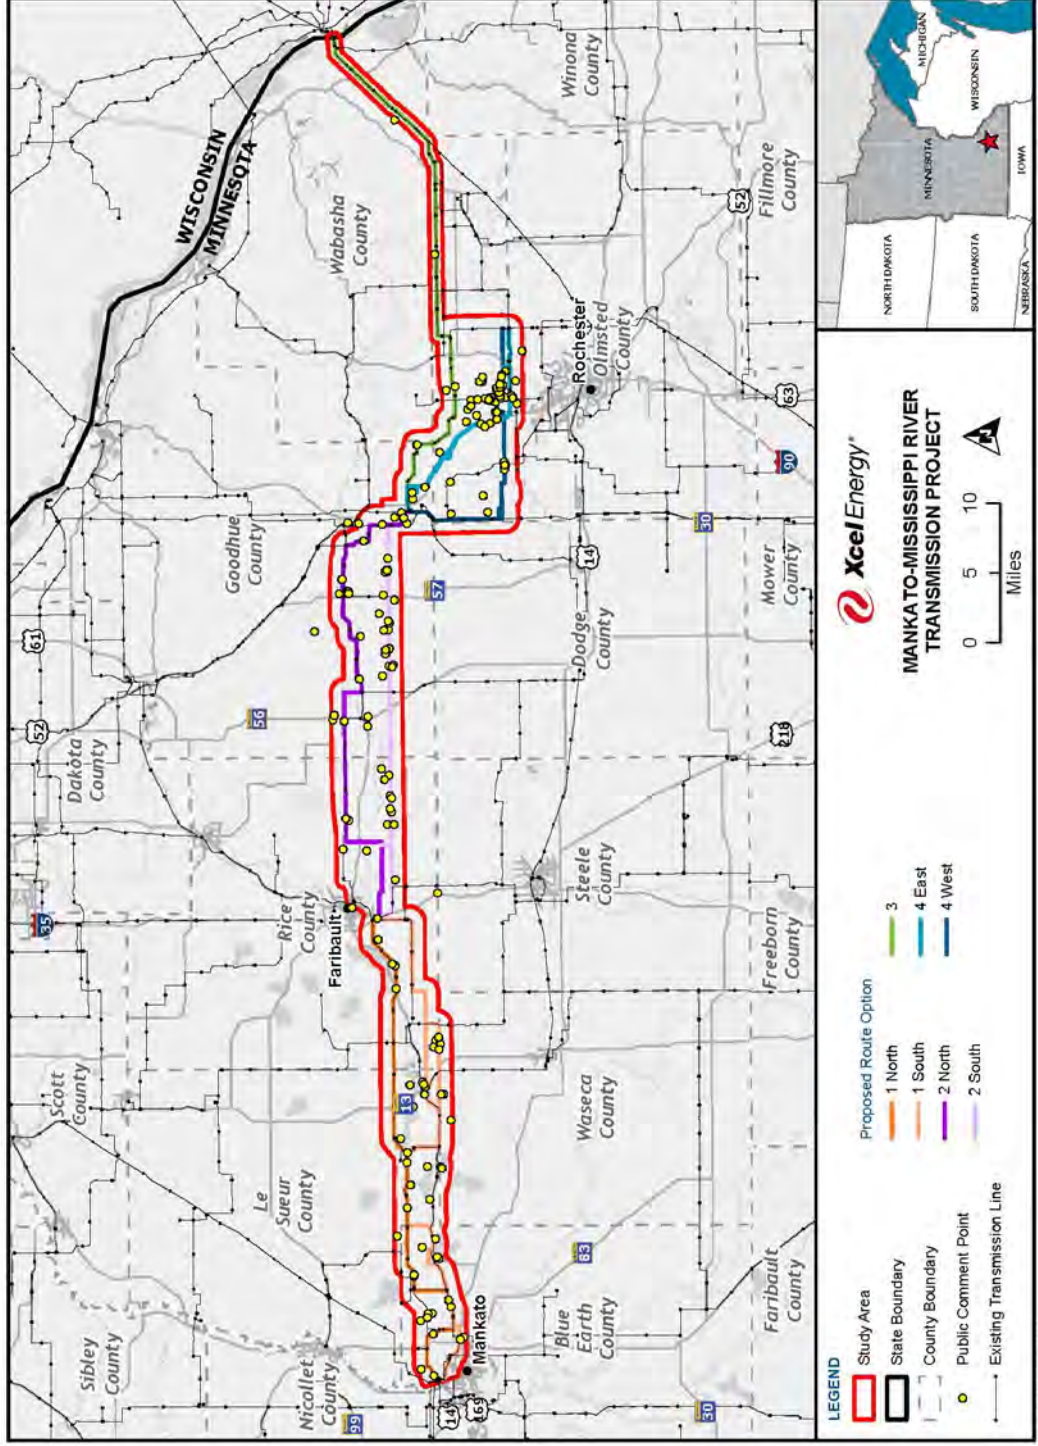 WISCONSIN
MINNESOTA
Winona
County
Wabasha
County
Fillmore
County
52
Rochester
Olmsted
County
63
90
Goodhue
County
30
14
57
Mower
County
Dodge
County
61
52
56
218
Dakota
County
Steele
County
Rice
County
35
Faribault
Freeborn
County
Scott
County
13
Waseca
County
Le
Sueur
County
Sibley
County
Nicollet
County
99
14
169
Mankato
Blue
Earth
County
83
Faribault
County
30
LEGEND
Study Area
State Boundary
County Boundary
Public Comment Point
Existing Transmission Line
Proposed Route Option
1 North
1 South
2 North
2 South
3
4 East
4 West
Xcel Energy®
MANKATO-MISSISSIPPI RIVER
TRANSMISSION PROJECT
0 5 10
Miles
N
NORTH DAKOTA
SOUTH DAKOTA
NEBRASKA
MINNESOTA
IOWA
WISCONSIN
MICHIGAN